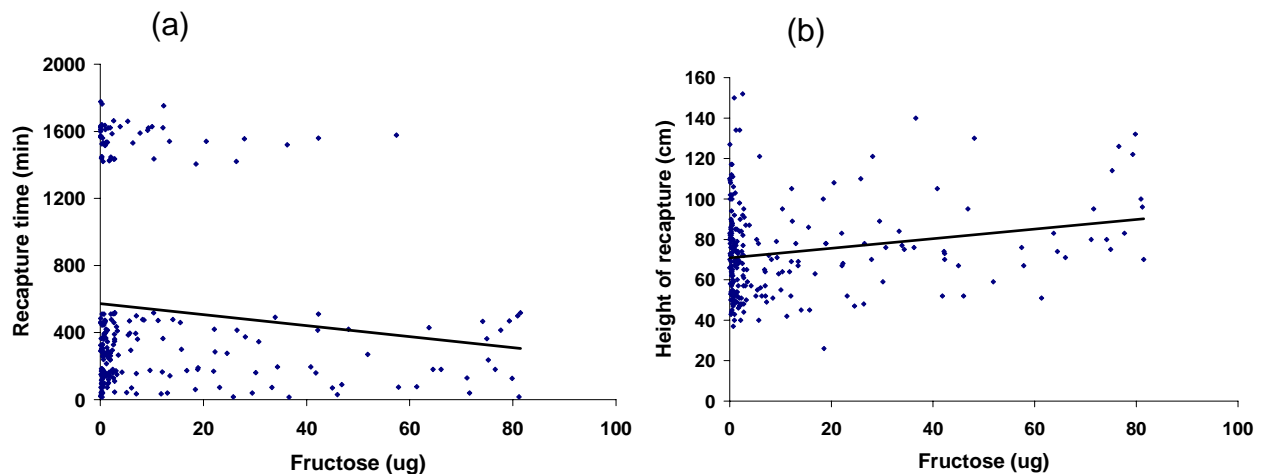 (a)
Recapture time (min)
2000
1600
1200
800
400
0
0 20 40 60 80 100
Fructose (ug)
(b)
Height of recapture (cm)
160
140
120
100
80
60
40
20
0
0 20 40 60 80 100
Fructose (ug)